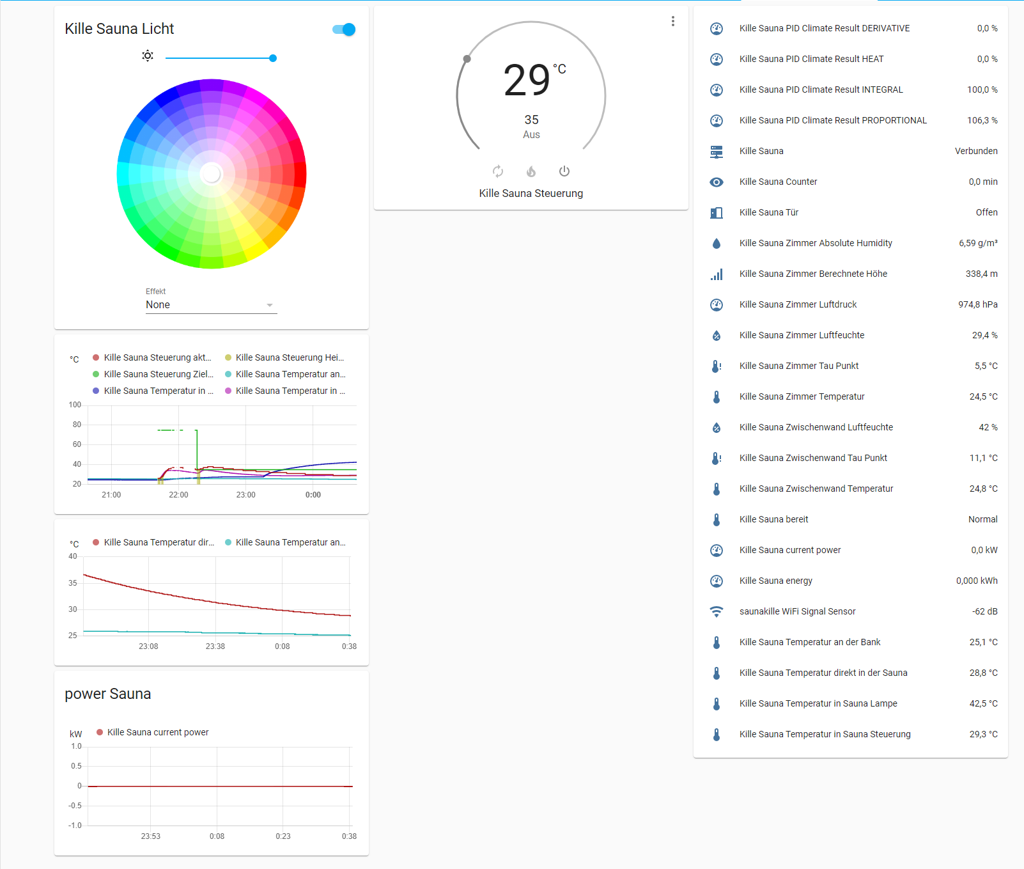 Kille Sauna Licht
Effekt
None
°C
Kille Sauna Steuerung akt...
Kille Sauna Steuerung Hei...
Kille Sauna Steuerung Ziel...
Kille Sauna Temperatur an...
Kille Sauna Temperatur in ...
Kille Sauna Temperatur in ...
100
80
60
40
20
21:00
22:00
23:00
0:00
°C
Kille Sauna Temperatur dir...
Kille Sauna Temperatur an...
40
35
30
25
23:08
23:38
0:08
0:38
power Sauna
kW
Kille Sauna current power
1.0
0.5
0
-0.5
-1.0
23:53
0:08
0:23
0:38
29 °C
35
Aus
Kille Sauna Steuerung
Kille Sauna PID Climate Result DERIVATIVE 0,0 %
Kille Sauna PID Climate Result HEAT 0,0 %
Kille Sauna PID Climate Result INTEGRAL 100,0 %
Kille Sauna PID Climate Result PROPORTIONAL 106,3 %
Kille Sauna Verbunden
Kille Sauna Counter 0,0 min
Kille Sauna Tür Offen
Kille Sauna Zimmer Absolute Humidity 6,59 g/m³
Kille Sauna Zimmer Berechnete Höhe 338,4 m
Kille Sauna Zimmer Luftdruck 974,8 hPa
Kille Sauna Zimmer Luftfeuchte 29,4 %
Kille Sauna Zimmer Tau Punkt 5,5 °C
Kille Sauna Zimmer Temperatur 24,5 °C
Kille Sauna Zwischenwand Luftfeuchte 42 %
Kille Sauna Zwischenwand Tau Punkt 11,1 °C
Kille Sauna Zwischenwand Temperatur 24,8 °C
Kille Sauna bereit Normal
Kille Sauna current power 0,0 kW
Kille Sauna energy 0,000 kWh
saunakille WiFi Signal Sensor -62 dB
Kille Sauna Temperatur an der Bank 25,1 °C
Kille Sauna Temperatur direkt in der Sauna 28,8 °C
Kille Sauna Temperatur in Sauna Lampe 42,5 °C
Kille Sauna Temperatur in Sauna Steuerung 29,3 °C